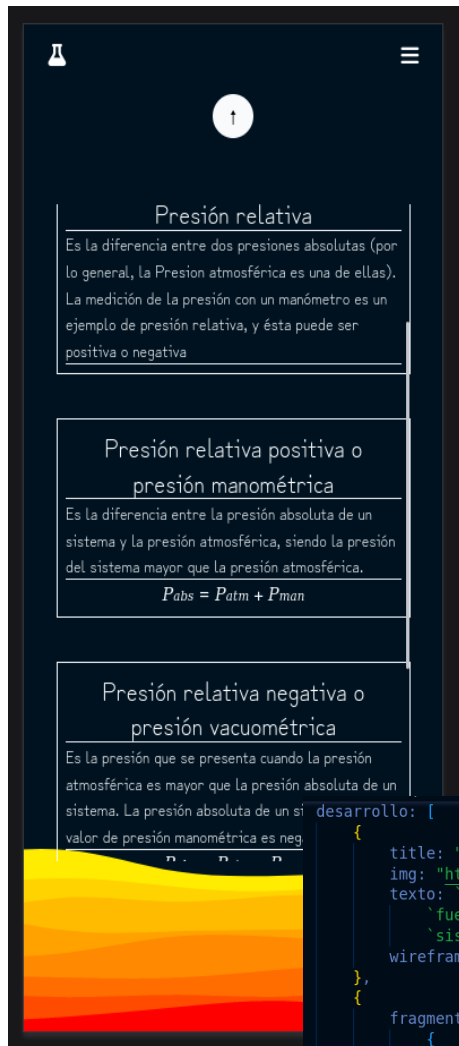 ↑
Presión relativa
Es la diferencia entre dos presiones absolutas (por
lo general, la Presion atmosférica es una de ellas).
La medición de la presión con un manómetro es un
ejemplo de presión relativa, y ésta puede ser
positiva o negativa
Presión relativa positiva o
presión manométrica
Es la diferencia entre la presión absoluta de un
sistema y la presión atmosférica, siendo la presión
del sistema mayor que la presión atmosférica.
Pabs = Patm + Pman
Presión relativa negativa o
presión vacuométrica
Es la presión que se presenta cuando la presión
atmosférica es mayor que la presión absoluta de un
sistema. La presión absoluta de un
valor de presión manométrica es
desarrollo: [
{
title: "
img: "
texto: `
`
`
},
{
{